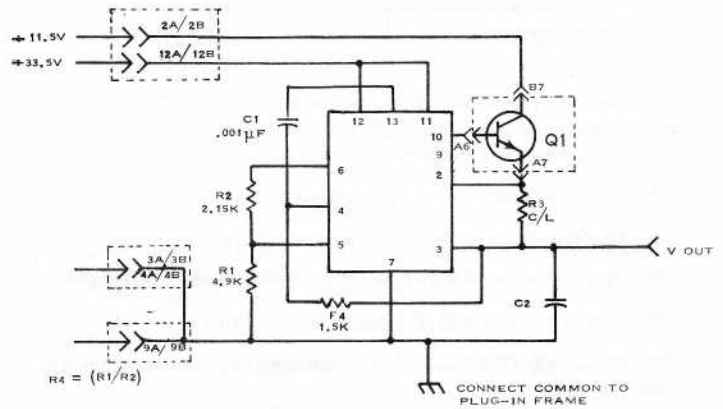 +11.5V
2A/2B
+33.5V
12A/12B
B7
C1
.001μF
12
13
11
10
A6
Q1
9
A7
6
2
R2
2.15K
4
R3
C/L
5
3
V OUT
3A/3B
4A/4B
7
R1
4.9K
F4
1.5K
C2
9A/9B
R4 = (R1/R2)
CONNECT COMMON TO
PLUG-IN FRAME